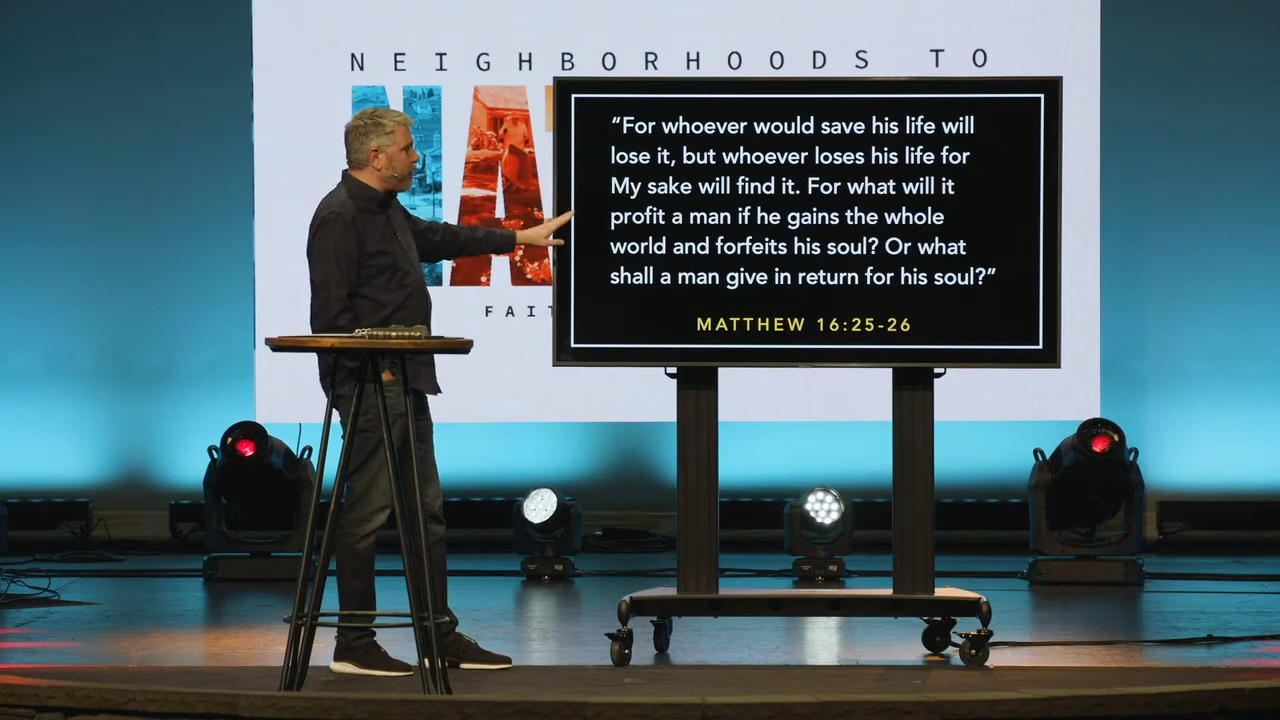 NEIGHBORHOODS TO
“For whoever would save his life will
lose it, but whoever loses his life for
My sake will find it. For what will it
profit a man if he gains the whole
world and forfeits his soul? Or what
shall a man give in return for his soul?”
MATTHEW 16:25-26